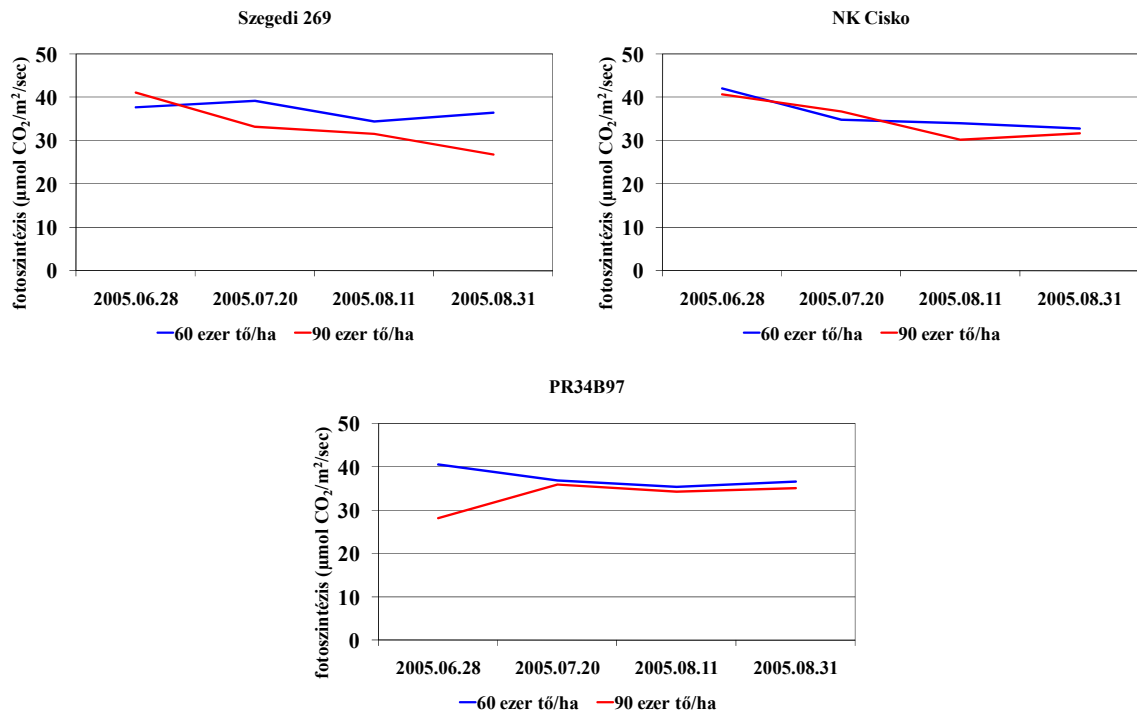 Szegedi 269
fotoszintézis (µmol CO₂/m²/sec)
50
40
30
20
10
0
2005.06.28 2005.07.20 2005.08.11 2005.08.31
60 ezer tő/ha 90 ezer tő/ha
NK Cisko
fotoszintézis (µmol CO₂/m²/sec)
50
40
30
20
10
0
2005.06.28 2005.07.20 2005.08.11 2005.08.31
60 ezer tő/ha 90 ezer tő/ha
PR34B97
fotoszintézis (µmol CO₂/m²/sec)
50
40
30
20
10
0
2005.06.28 2005.07.20 2005.08.11 2005.08.31
60 ezer tő/ha 90 ezer tő/ha